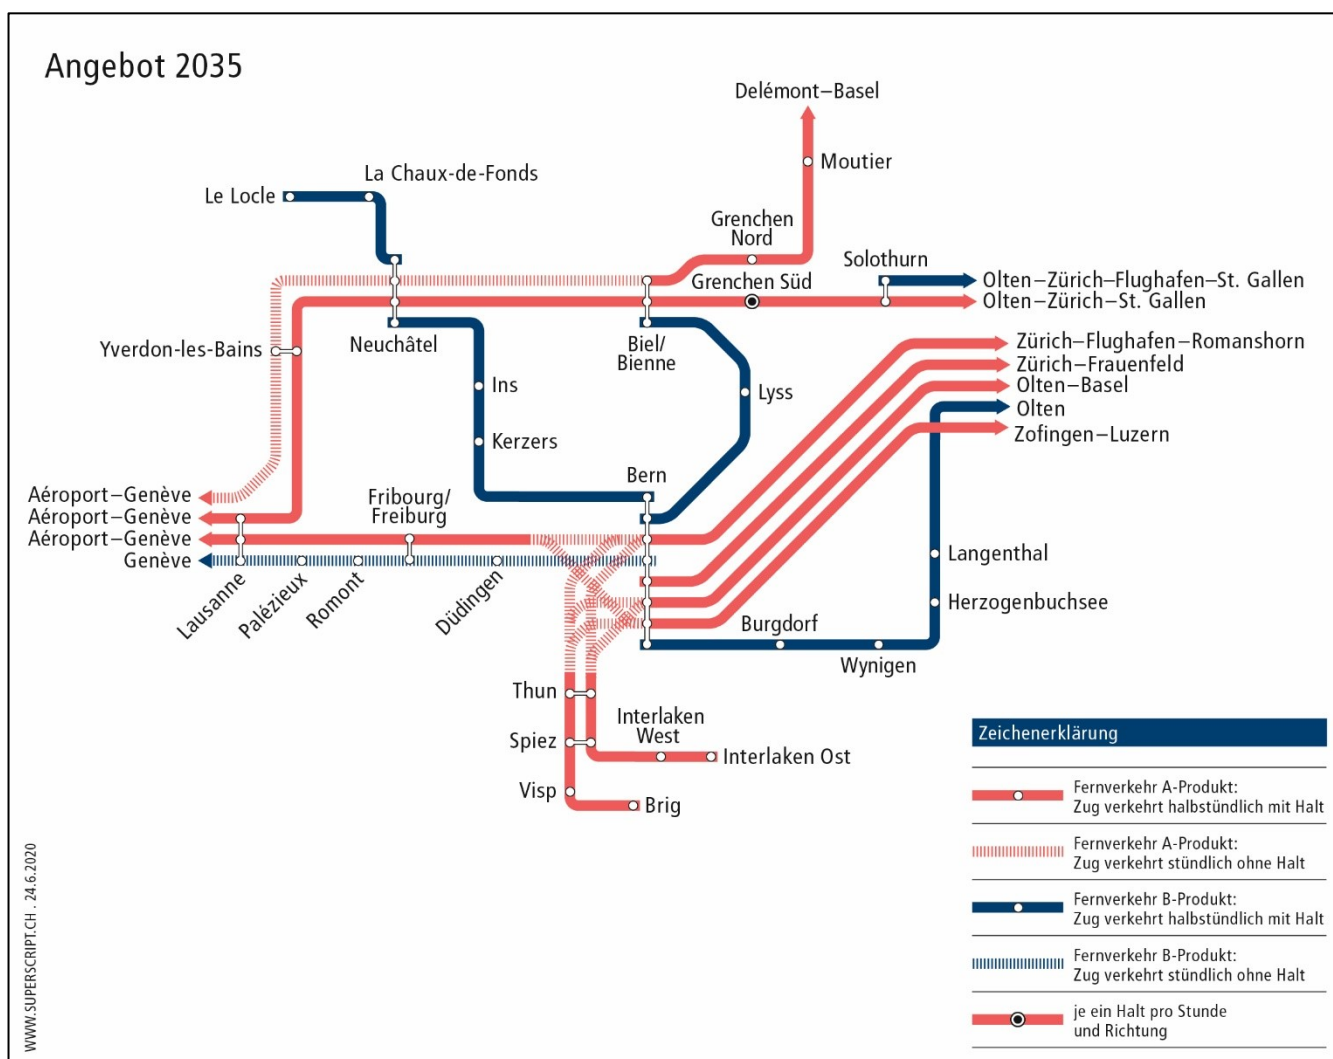 Angebot 2035
Delémont–Basel
Moutier
La Chaux-de-Fonds
Le Locle
Grenchen
Nord
Solothurn
Grenchen Süd
Olten–Zürich–Flughafen–St. Gallen
Olten–Zürich–St. Gallen
Yverdon-les-Bains
Neuchâtel
Biel/
Bienne
Zürich–Flughafen–Romanshorn
Zürich–Frauenfeld
Olten–Basel
Olten
Zofingen–Luzern
Ins
Lyss
Kerzers
Bern
Fribourg/
Freiburg
Aéroport–Genève
Aéroport–Genève
Aéroport–Genève
Genève
Lausanne
Palézieux
Romont
Düdingen
Langenthal
Herzogenbuchsee
Burgdorf
Wynigen
Thun
Spiez
Visp
Interlaken
West
Interlaken Ost
Brig
Zeichenerklärung
Fernverkehr A-Produkt:
Zug verkehrt halbstündlich mit Halt
Fernverkehr A-Produkt:
Zug verkehrt stündlich ohne Halt
Fernverkehr B-Produkt:
Zug verkehrt halbstündlich mit Halt
Fernverkehr B-Produkt:
Zug verkehrt stündlich ohne Halt
je ein Halt pro Stunde
und Richtung
WWW.SUPERSCRIPT.CH . 24.6.2020